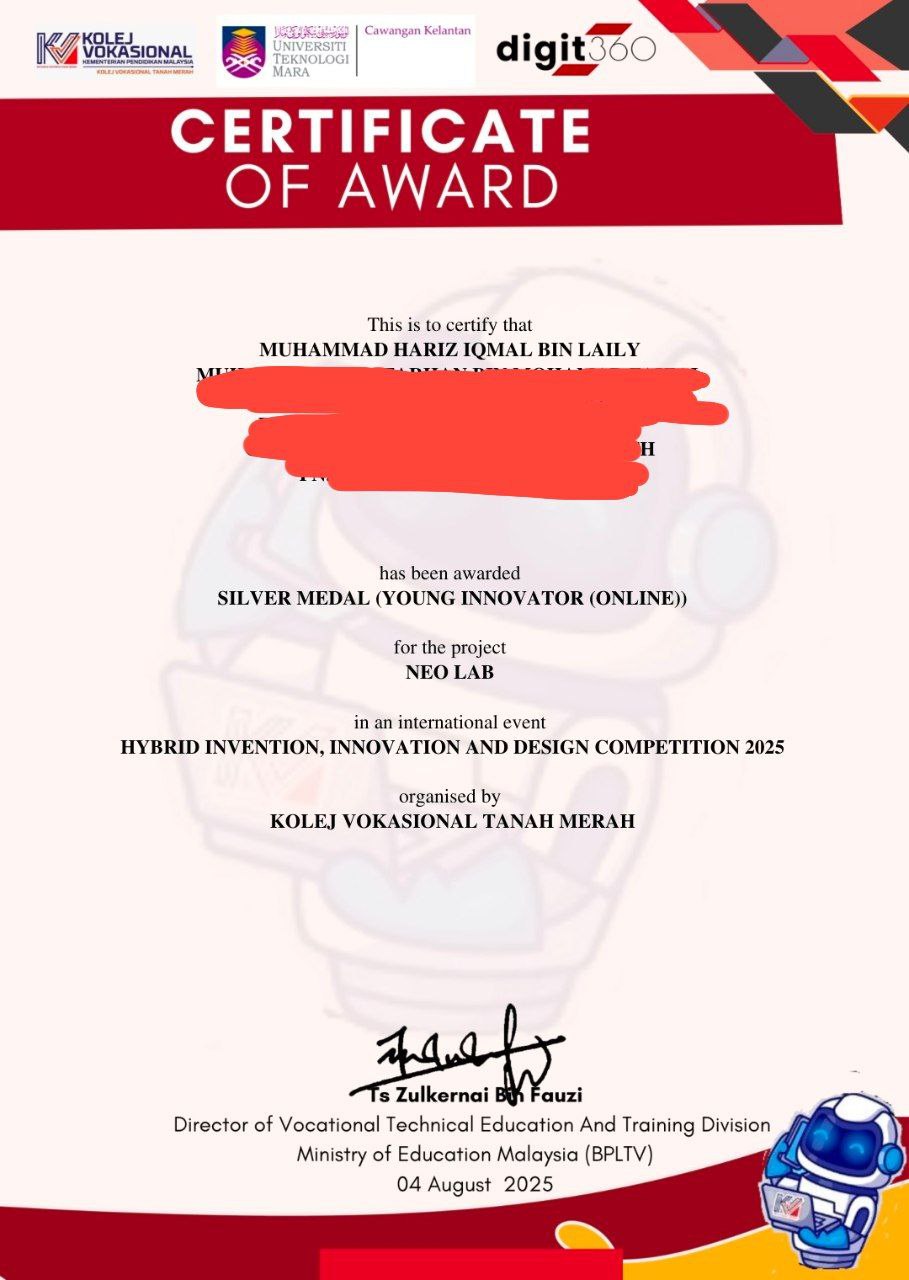 KOLEJ VOKASIONAL
KEMENTERIAN PENDIDIKAN MALAYSIA
KOLEJ VOKASIONAL TANAH MERAH
UNIVERSITI
TEKNOLOGI
MARA
Cawangan Kelantan
digit360
CERTIFICATE
OF AWARD
This is to certify that
MUHAMMAD HARIZ IQMAL BIN LAILY
has been awarded
SILVER MEDAL (YOUNG INNOVATOR (ONLINE))
for the project
NEO LAB
in an international event
HYBRID INVENTION, INNOVATION AND DESIGN COMPETITION 2025
organised by
KOLEJ VOKASIONAL TANAH MERAH
Ts Zulkernai Bin Fauzi
Director of Vocational Technical Education And Training Division
Ministry of Education Malaysia (BPLTV)
04 August 2025
KV